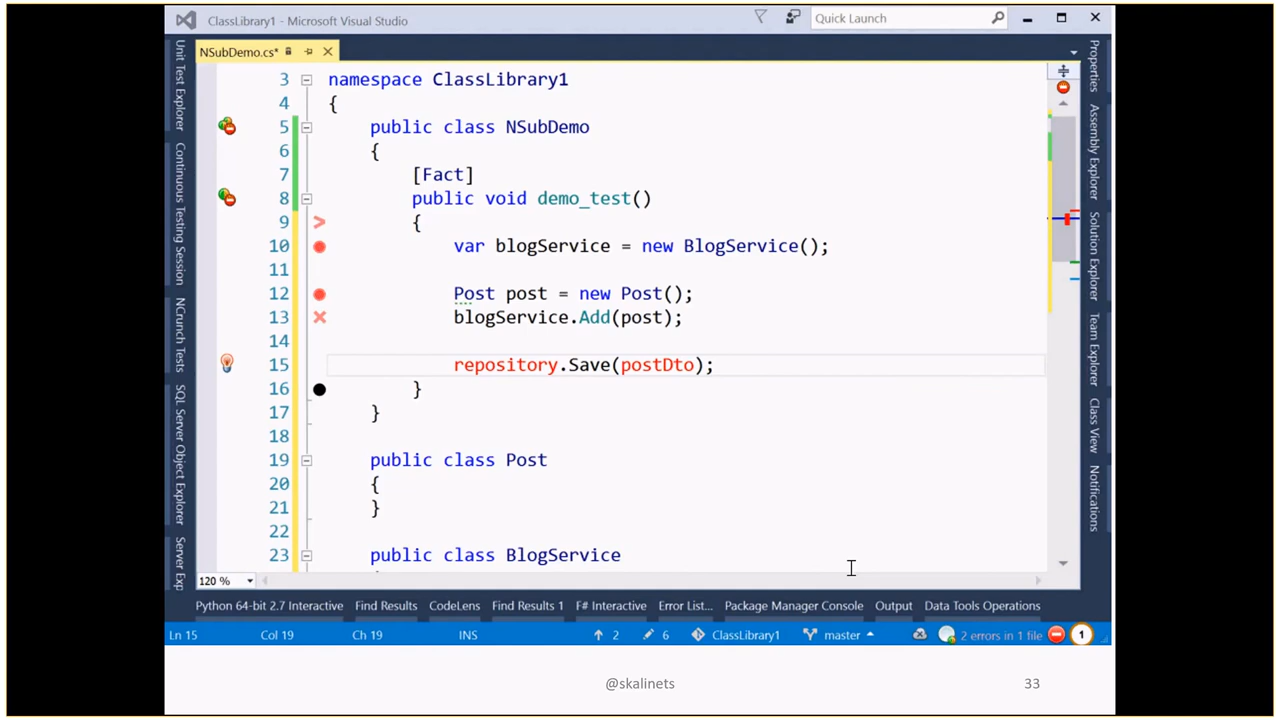 ClassLibrary1 - Microsoft Visual Studio
Quick Launch
NSubDemo.cs*
3 namespace ClassLibrary1
4 {
5 public class NSubDemo
6 {
7 [Fact]
8 public void demo_test()
9 {
10 var blogService = new BlogService();
11
12 Post post = new Post();
13 blogService.Add(post);
14
15 repository.Save(postDto);
16 }
17 }
18
19 public class Post
20 {
21 }
22
23 public class BlogService
120 %
Unit Test Explorer
Continuous Testing Session
NCrunch Tests
SQL Server Object Explorer
Server Exp
Properties
Assembly Explorer
Solution Explorer
Team Explorer
Class View
Notifications
Python 64-bit 2.7 Interactive Find Results CodeLens Find Results 1 F# Interactive Error List... Package Manager Console Output Data Tools Operations
Ln 15 Col 19 Ch 19 INS 2 6 ClassLibrary1 master 2 errors in 1 file 1
@skalinets 33